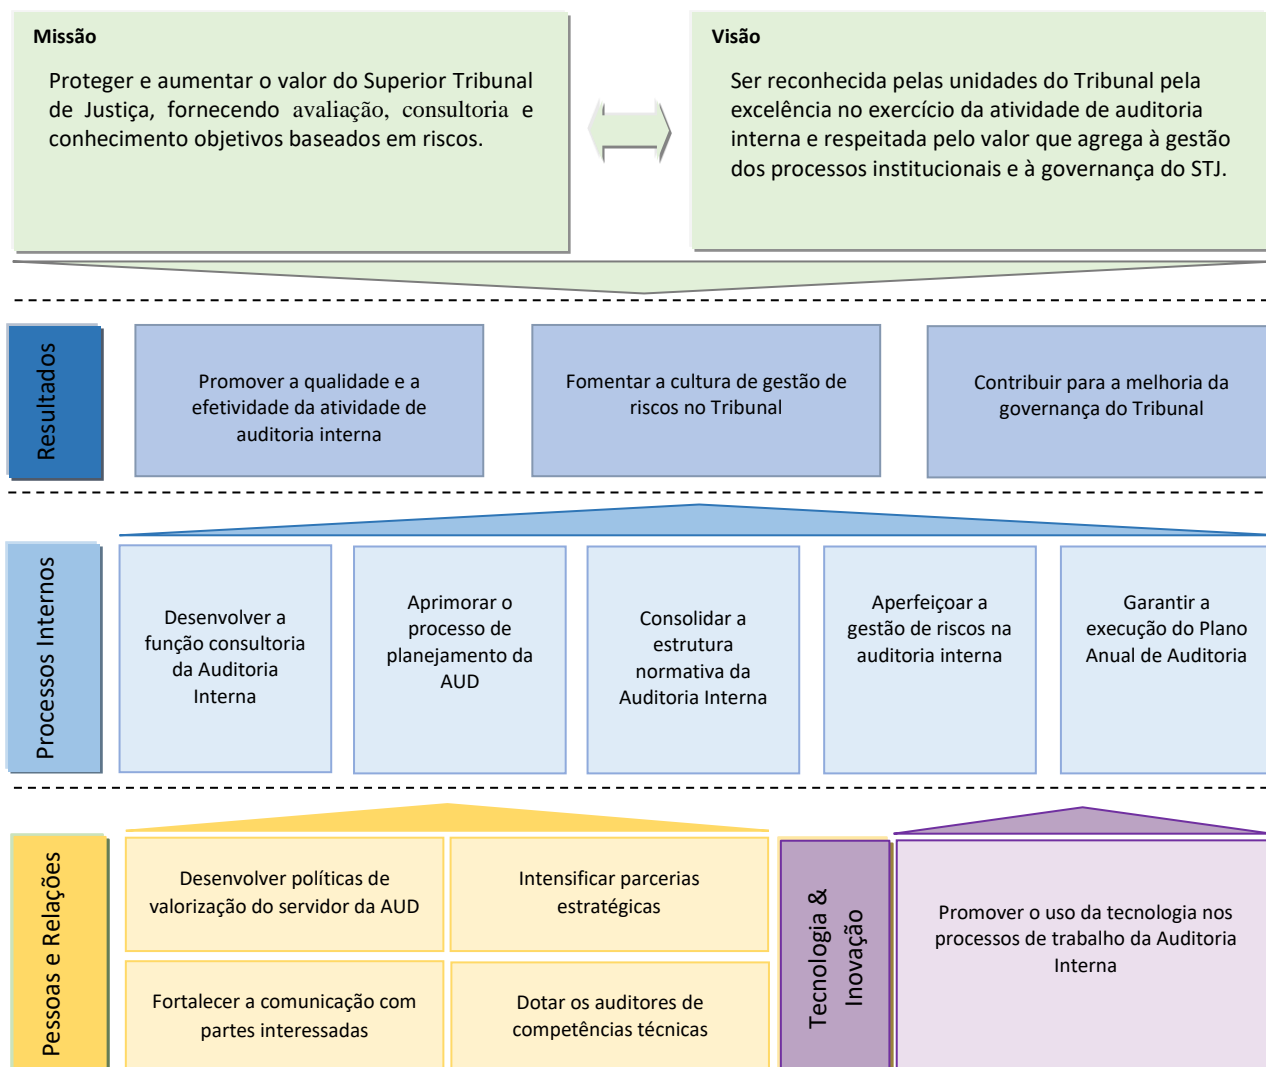 Missão
Proteger e aumentar o valor do Superior Tribunal
de Justiça, fornecendo avaliação, consultoria e
conhecimento objetivos baseados em riscos.
Visão
Ser reconhecida pelas unidades do Tribunal pela
excelência no exercício da atividade de auditoria
interna e respeitada pelo valor que agrega à gestão
dos processos institucionais e à governança do STJ.
Resultados
Promover a qualidade e a
efetividade da atividade de
auditoria interna
Fomentar a cultura de gestão de
riscos no Tribunal
Contribuir para a melhoria da
governança do Tribunal
Processos Internos
Desenvolver a
função consultoria
da Auditoria
Interna
Aprimorar o
processo de
planejamento da
AUD
Consolidar a
estrutura
normativa da
Auditoria Interna
Aperfeiçoar a
gestão de riscos na
auditoria interna
Garantir a
execução do Plano
Anual de Auditoria
Pessoas e Relações
Desenvolver políticas de
valorização do servidor da AUD
Intensificar parcerias
estratégicas
Fortalecer a comunicação com
partes interessadas
Dotar os auditores de
competências técnicas
Tecnologia &
Inovação
Promover o uso da tecnologia nos
processos de trabalho da Auditoria
Interna